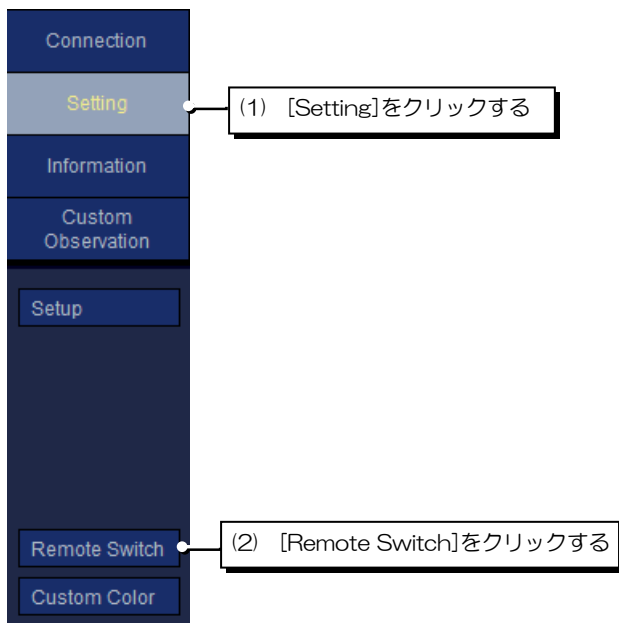 Connection
Setting
(1) [Setting]をクリックする
Information
Custom
Observation
Setup
Remote Switch
(2) [Remote Switch]をクリックする
Custom Color